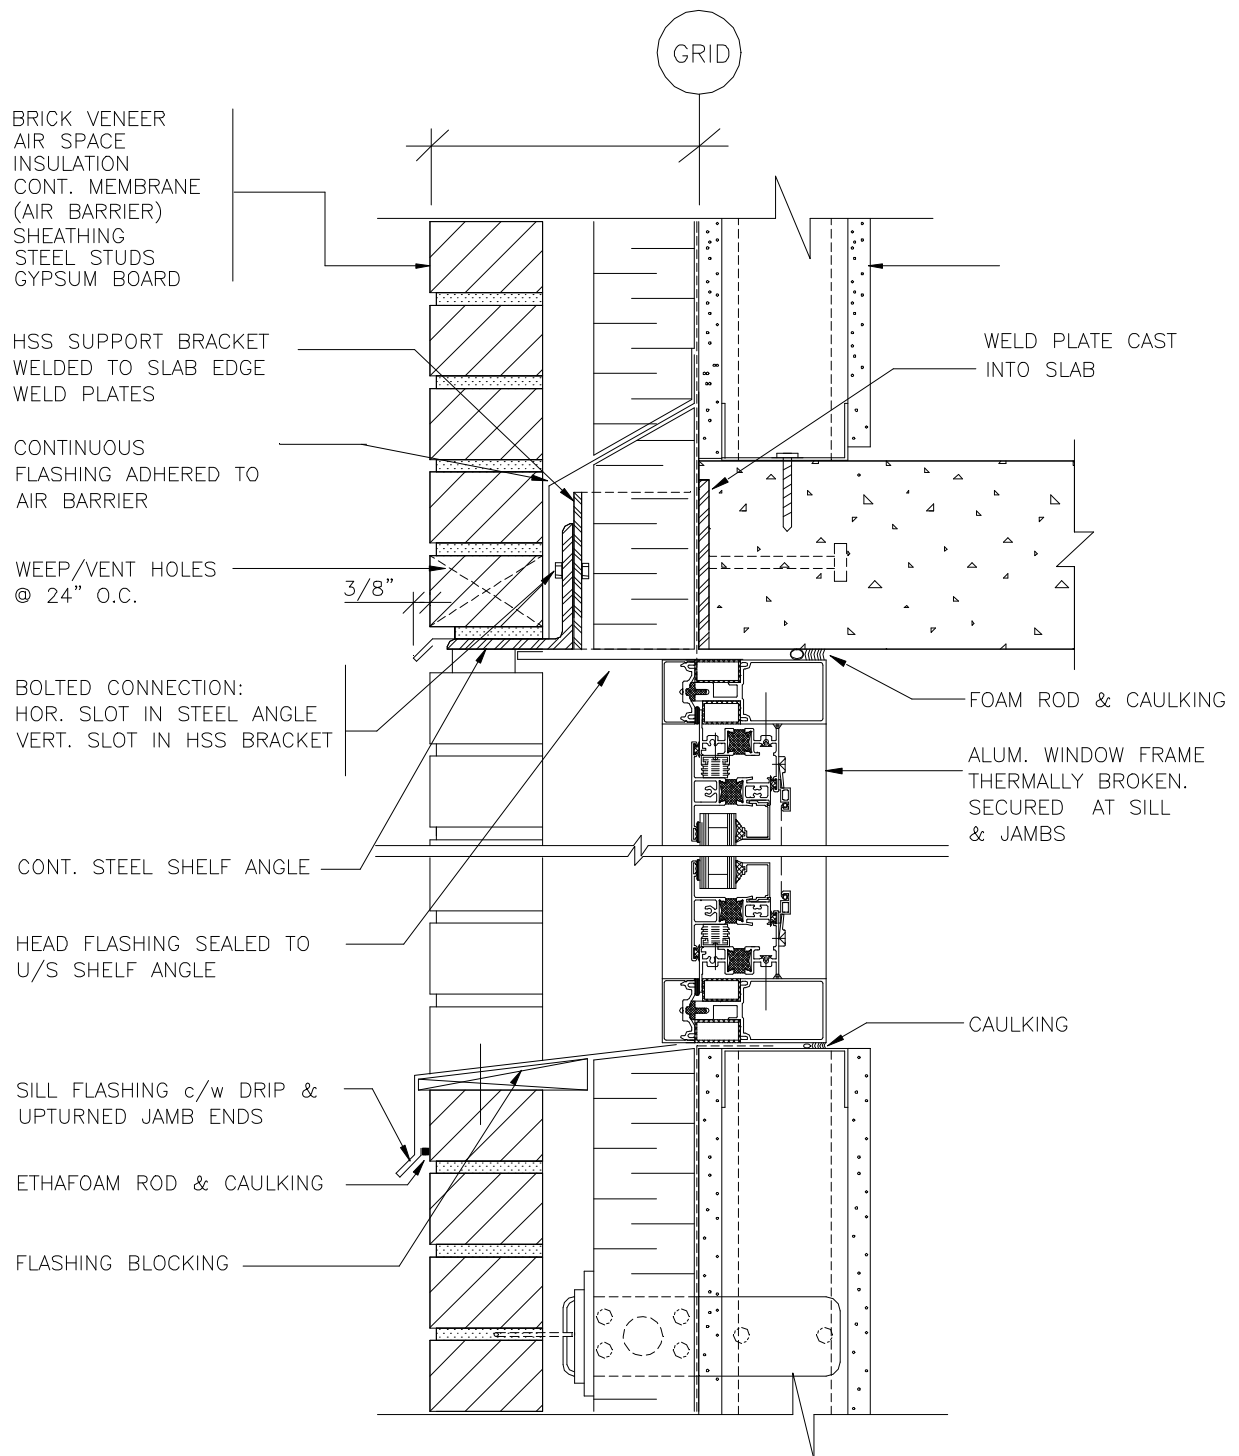 GRID
BRICK VENEER
AIR SPACE
INSULATION
CONT. MEMBRANE
(AIR BARRIER)
SHEATHING
STEEL STUDS
GYPSUM BOARD
HSS SUPPORT BRACKET
WELDED TO SLAB EDGE
WELD PLATES
WELD PLATE CAST
INTO SLAB
CONTINUOUS
FLASHING ADHERED TO
AIR BARRIER
WEEP/VENT HOLES
@ 24" O.C.
3/8"
BOLTED CONNECTION:
HOR. SLOT IN STEEL ANGLE
VERT. SLOT IN HSS BRACKET
FOAM ROD & CAULKING
ALUM. WINDOW FRAME
THERMALLY BROKEN.
SECURED AT SILL
& JAMBS
CONT. STEEL SHELF ANGLE
HEAD FLASHING SEALED TO
U/S SHELF ANGLE
CAULKING
SILL FLASHING c/w DRIP &
UPTURNED JAMB ENDS
ETHAFOAM ROD & CAULKING
FLASHING BLOCKING